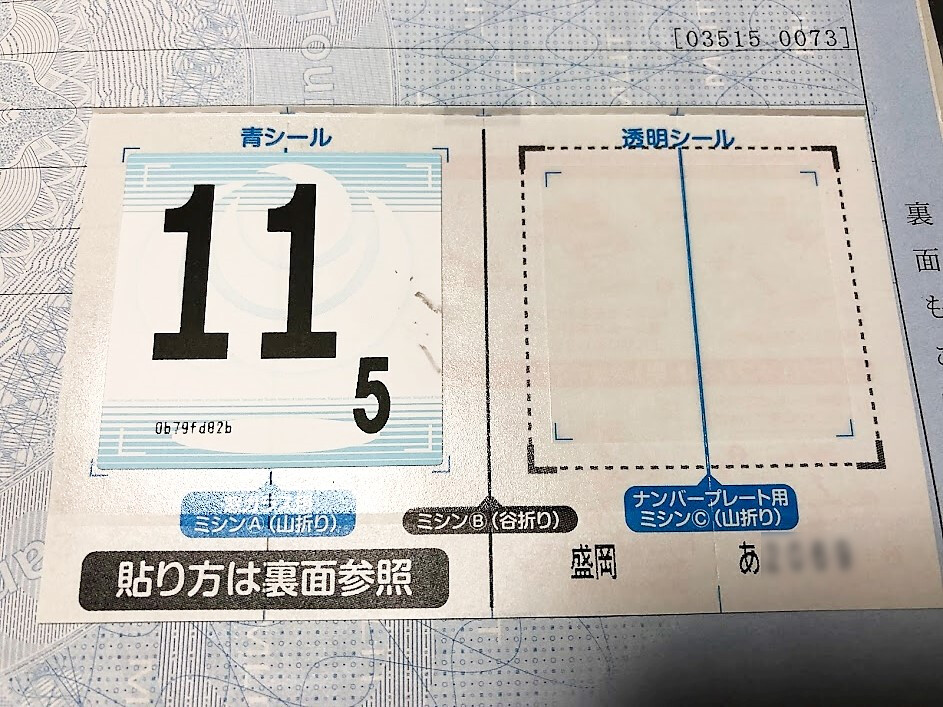 [03515 0073]
青シール
透明シール
11
5
0b79fd82b
ミシンⒶ(山折り)
ミシンⒷ(谷折り)
ナンバープレート用
ミシンⒸ(山折り)
貼り方は裏面参照
盛岡 あ
裏
面
も